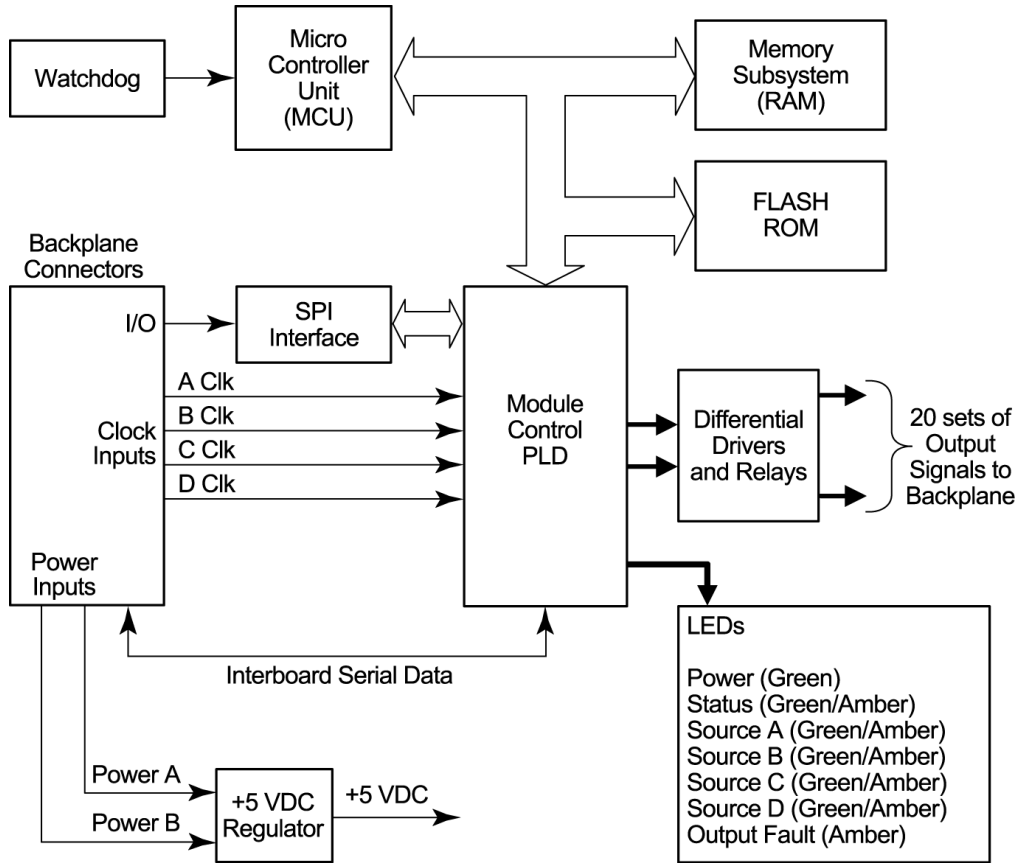 Watchdog
Micro
Controller
Unit
(MCU)
Memory
Subsystem
(RAM)
FLASH
ROM
Backplane
Connectors
I/O
Clock
Inputs
Power
Inputs
SPI
Interface
A Clk
B Clk
C Clk
D Clk
Module
Control
PLD
Differential
Drivers
and Relays
20 sets of
Output
Signals to
Backplane
Interboard Serial Data
LEDs
Power (Green)
Status (Green/Amber)
Source A (Green/Amber)
Source B (Green/Amber)
Source C (Green/Amber)
Source D (Green/Amber)
Output Fault (Amber)
Power A
Power B
+5 VDC
Regulator
+5 VDC